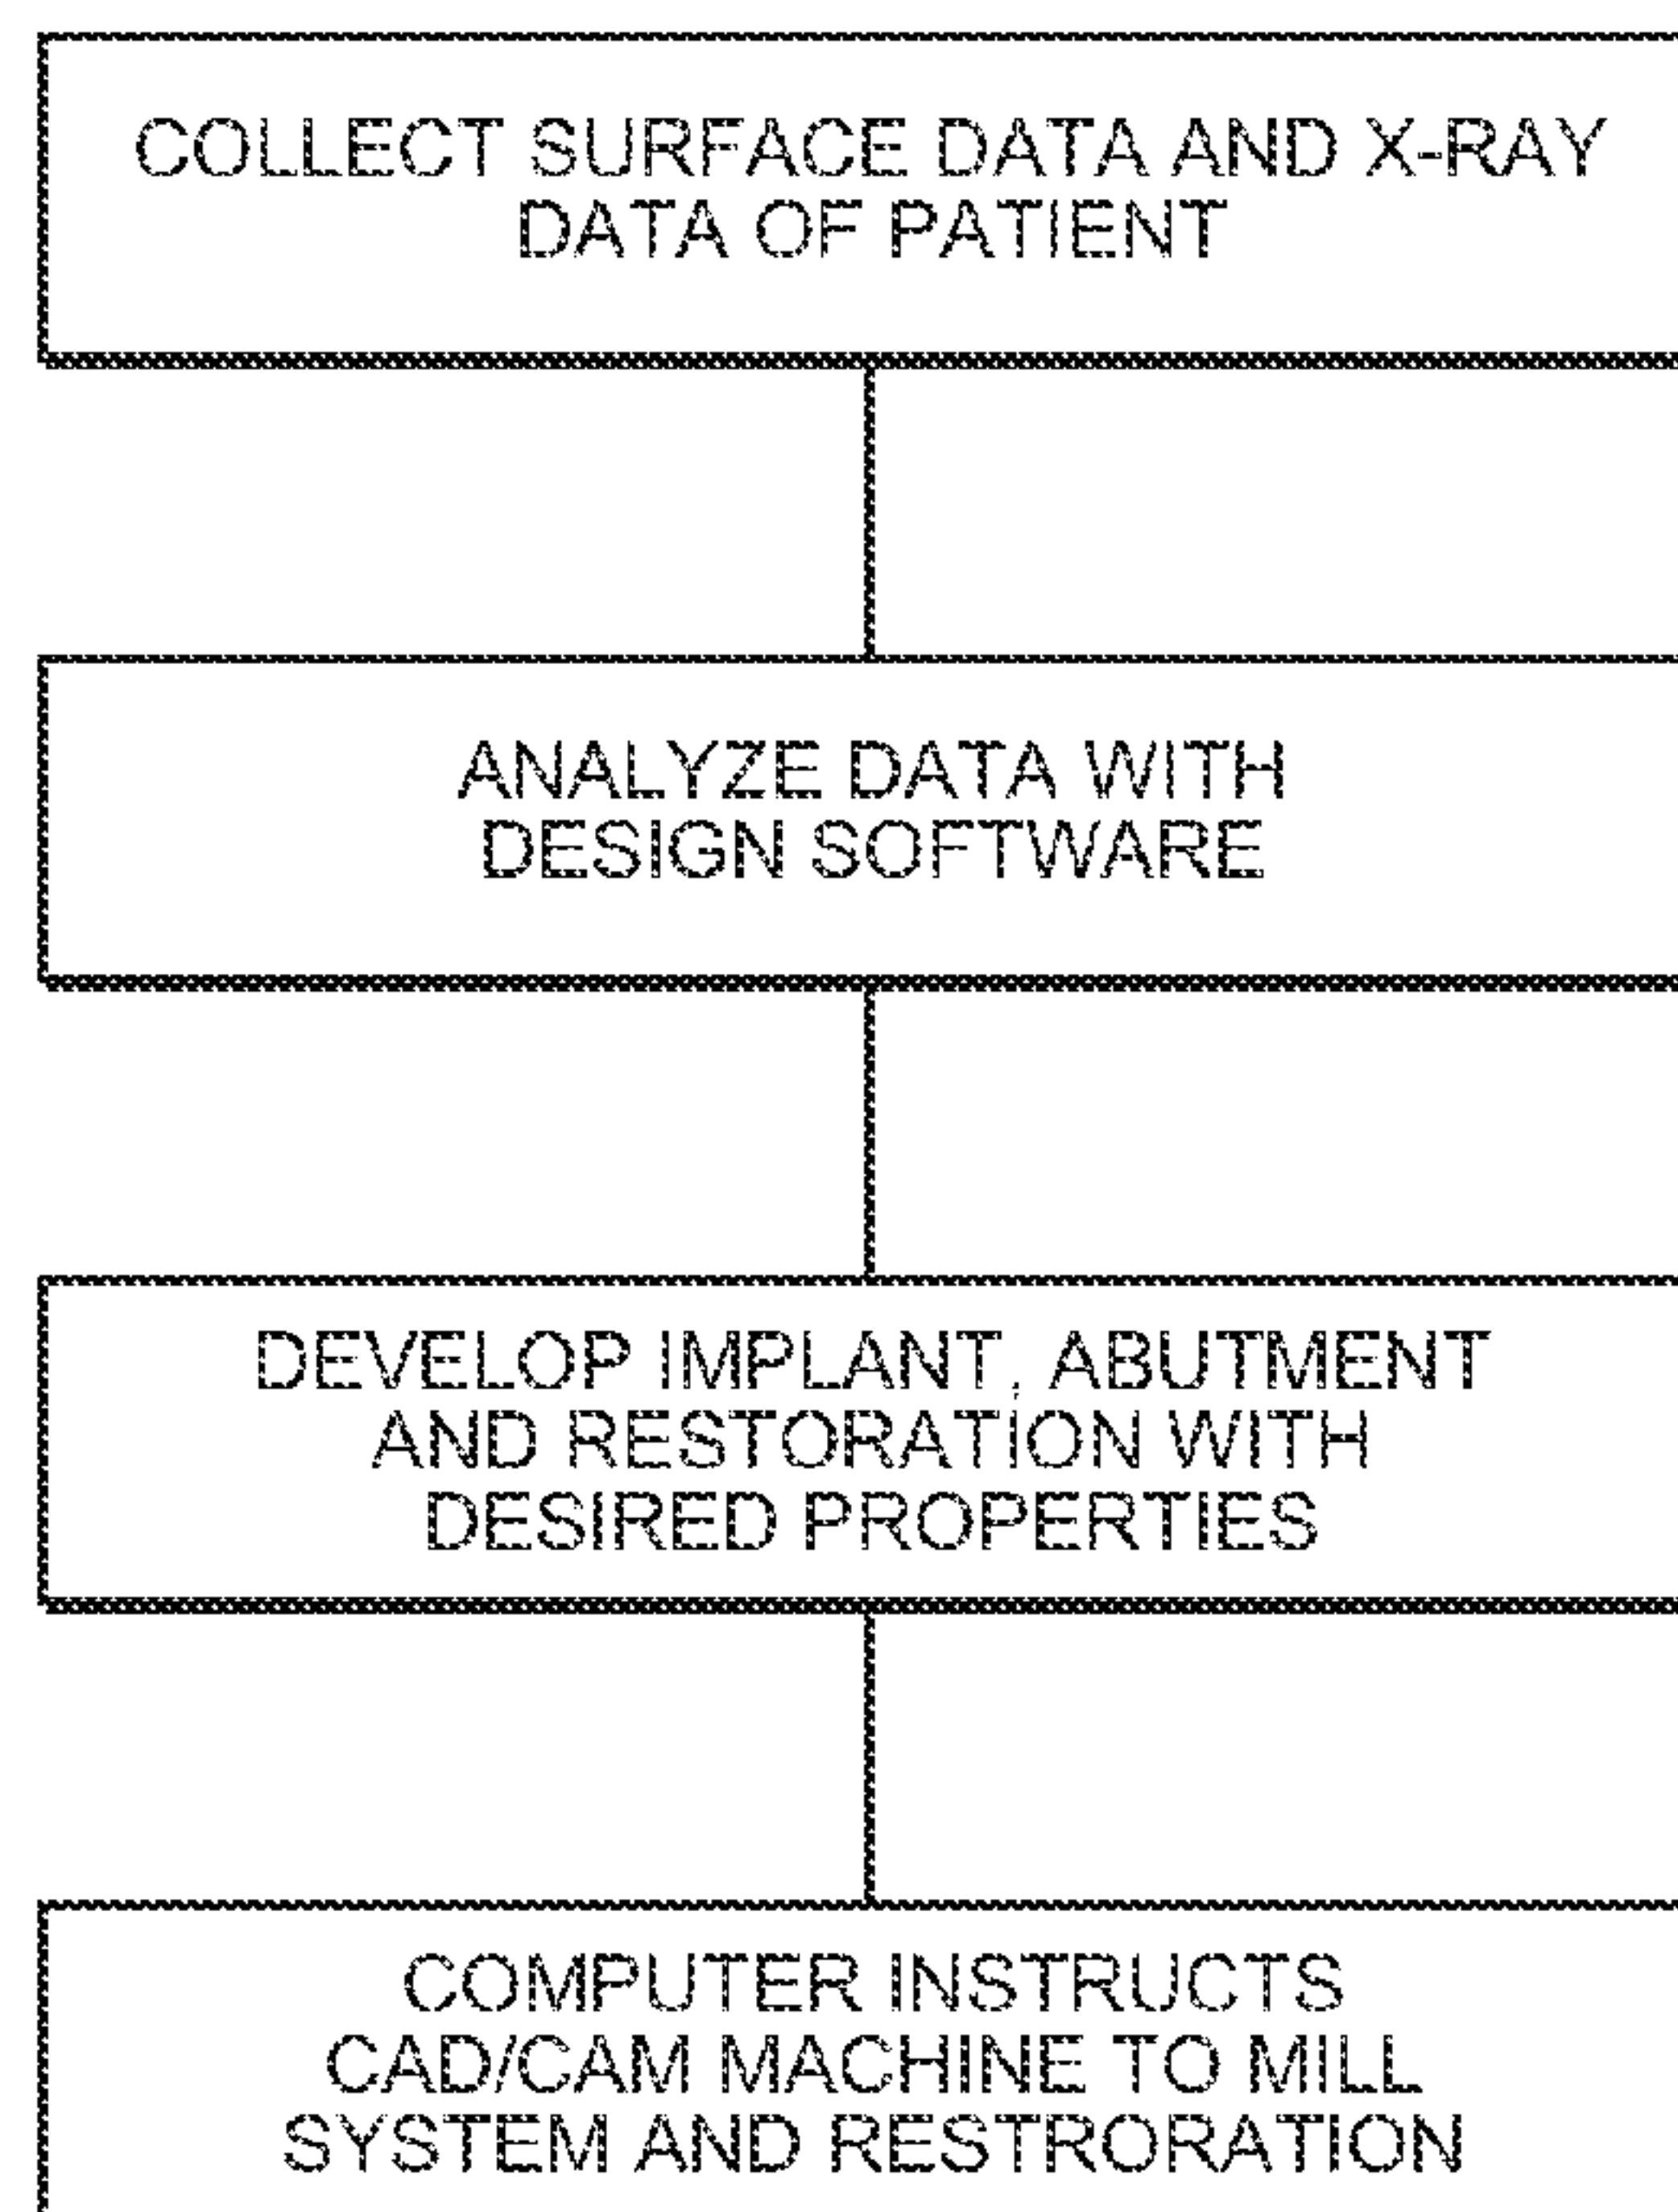 COLLECT SURFACE DATA AND X-RAY
DATA OF PATIENT
ANALYZE DATA WITH
DESIGN SOFTWARE
DEVELOP IMPLANT, ABUTMENT
AND RESTORATION WITH
DESIRED PROPERTIES
COMPUTER INSTRUCTS
CAD/CAM MACHINE TO MILL
SYSTEM AND RESTRORATION